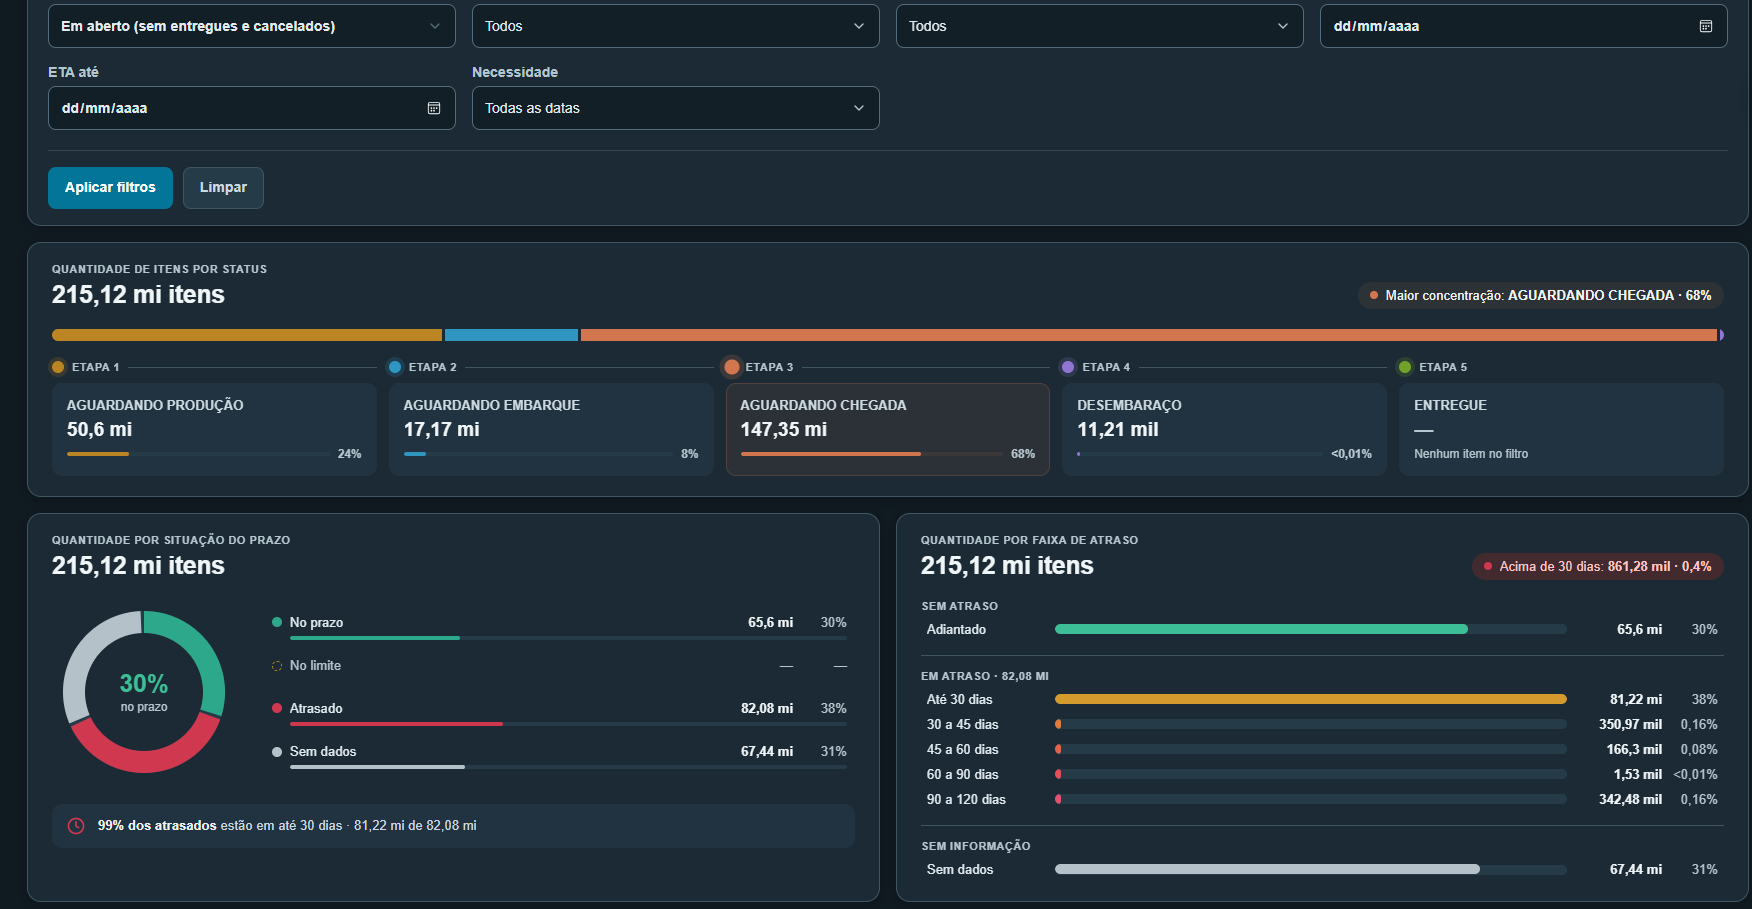 Em aberto (sem entregues e cancelados)
Todos
Todos
dd/mm/aaaa
ETA até
Necessidade
dd/mm/aaaa
Todas as datas
Aplicar filtros
Limpar
QUANTIDADE DE ITENS POR STATUS
215,12 mi itens
Maior concentração: AGUARDANDO CHEGADA · 68%
ETAPA 1
ETAPA 2
ETAPA 3
ETAPA 4
ETAPA 5
AGUARDANDO PRODUÇÃO
50,6 mi
24%
AGUARDANDO EMBARQUE
17,17 mi
8%
AGUARDANDO CHEGADA
147,35 mi
68%
DESEMBARAÇO
11,21 mil
<0,01%
ENTREGUE
—
Nenhum item no filtro
QUANTIDADE POR SITUAÇÃO DO PRAZO
215,12 mi itens
30%
no prazo
No prazo 65,6 mi 30%
No limite — —
Atrasado 82,08 mi 38%
Sem dados 67,44 mi 31%
99% dos atrasados estão em até 30 dias · 81,22 mi de 82,08 mi
QUANTIDADE POR FAIXA DE ATRASO
215,12 mi itens
Acima de 30 dias: 861,28 mil · 0,4%
SEM ATRASO
Adiantado 65,6 mi 30%
EM ATRASO · 82,08 MI
Até 30 dias 81,22 mi 38%
30 a 45 dias 350,97 mil 0,16%
45 a 60 dias 166,3 mil 0,08%
60 a 90 dias 1,53 mil <0,01%
90 a 120 dias 342,48 mil 0,16%
SEM INFORMAÇÃO
Sem dados 67,44 mi 31%